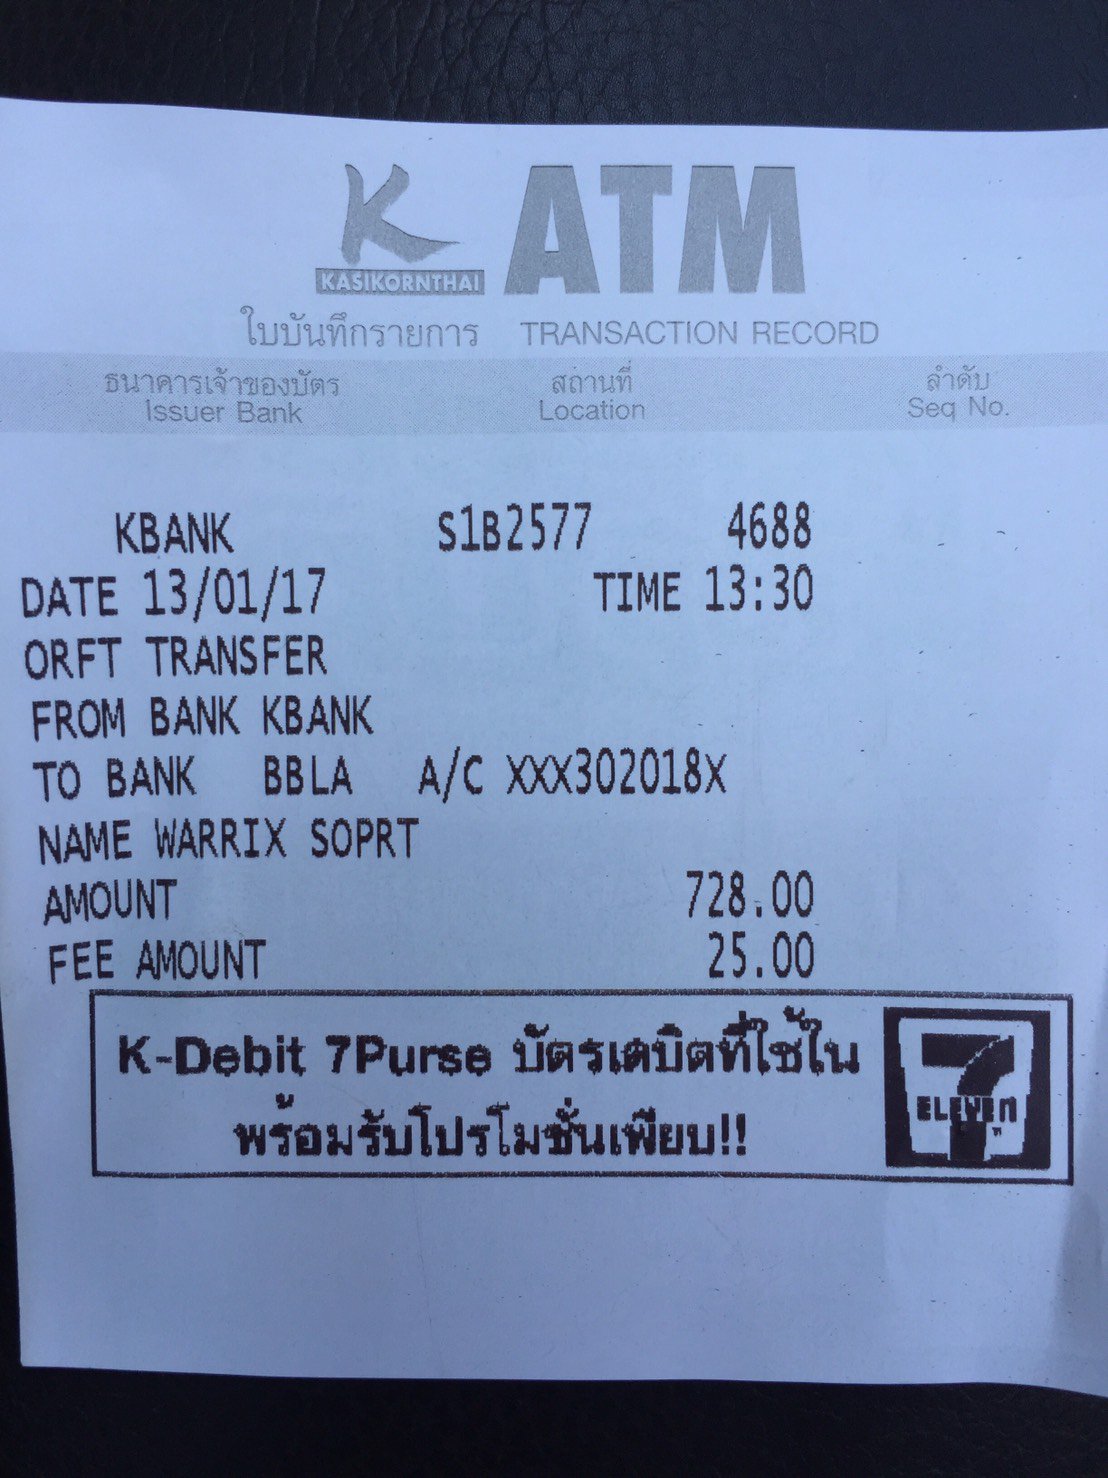 K ATM
KASIKORNTHAI
ใบบันทึกรายการ TRANSACTION RECORD
ธนาคารเจ้าของบัตร สถานที่ ลำดับ
Issuer Bank Location Seq No.
KBANK S1B2577 4688
DATE 13/01/17 TIME 13:30
ORFT TRANSFER
FROM BANK KBANK
TO BANK BBLA A/C XXX302018X
NAME WARRIX SOPRT
AMOUNT 728.00
FEE AMOUNT 25.00
K-Debit 7Purse บัตรเดบิตที่ใช้ใน
พร้อมรับโปรโมชั่นเพียบ!!
7 ELEVEn